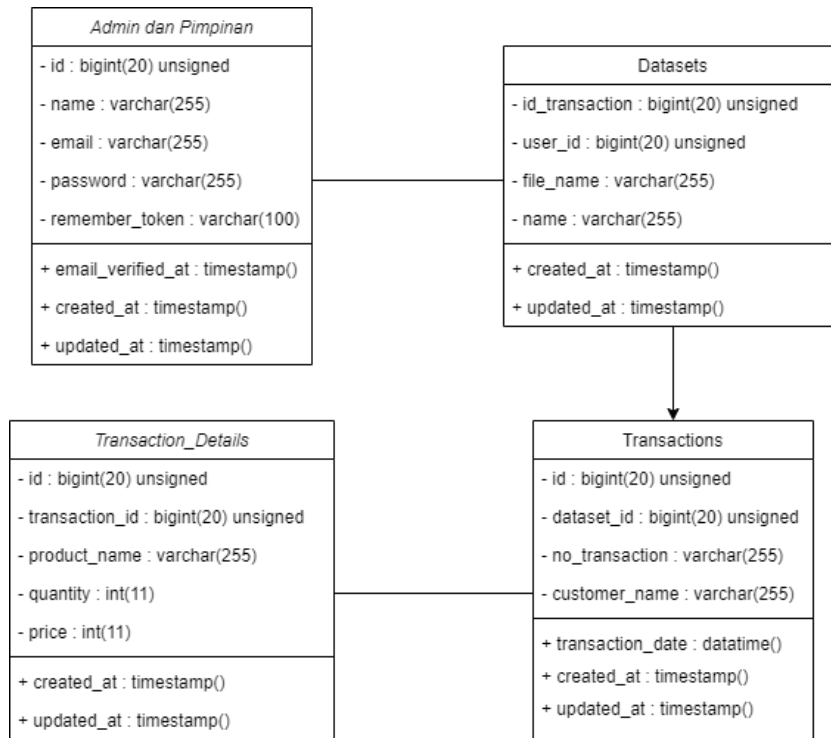 Admin dan Pimpinan
- id : bigint(20) unsigned
- name : varchar(255)
- email : varchar(255)
- password : varchar(255)
- remember_token : varchar(100)
+ email_verified_at : timestamp()
+ created_at : timestamp()
+ updated_at : timestamp()
Datasets
- id_transaction : bigint(20) unsigned
- user_id : bigint(20) unsigned
- file_name : varchar(255)
- name : varchar(255)
+ created_at : timestamp()
+ updated_at : timestamp()
Transaction_Details
- id : bigint(20) unsigned
- transaction_id : bigint(20) unsigned
- product_name : varchar(255)
- quantity : int(11)
- price : int(11)
+ created_at : timestamp()
+ updated_at : timestamp()
Transactions
- id : bigint(20) unsigned
- dataset_id : bigint(20) unsigned
- no_transaction : varchar(255)
- customer_name : varchar(255)
+ transaction_date : datatime()
+ created_at : timestamp()
+ updated_at : timestamp()